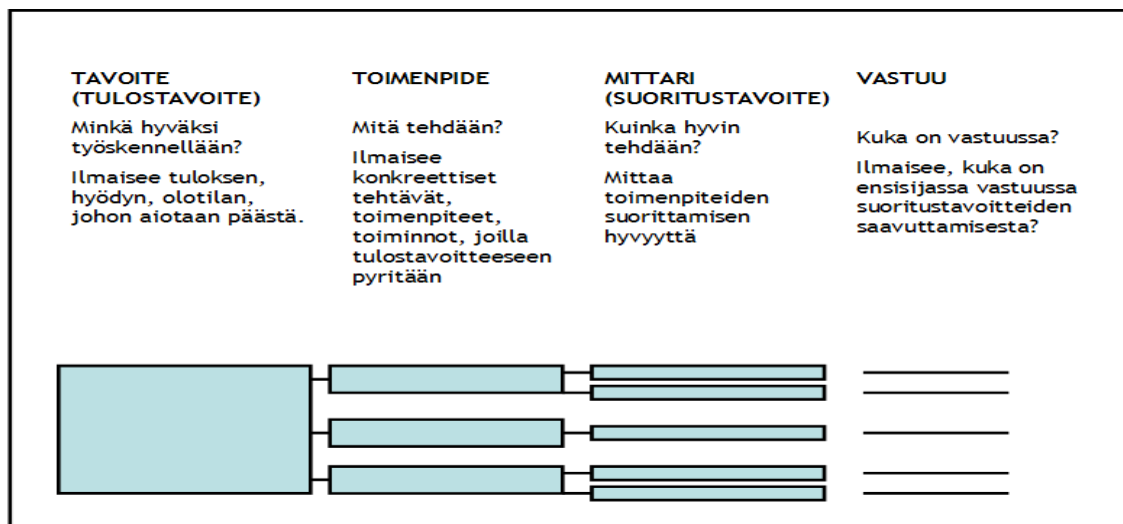 TAVOITE
(TULOSTAVOITE)
Minkä hyväksi
työskennellään?
Ilmaisee tuloksen,
hyödyn, olotilan,
johon aiotaan päästä.
TOIMENPIDE
Mitä tehdään?
Ilmaisee
konkreettiset
tehtävät,
toimenpiteet,
toiminnot, joilla
tulostavoitteeseen
pyritään
MITTARI
(SUORITUSTAVOITE)
Kuinka hyvin
tehdään?
Mittaa
toimenpiteiden
suorittamisen
hyvyyttä
VASTUU
Kuka on vastuussa?
Ilmaisee, kuka on
ensisijassa vastuussa
suoritustavoitteiden
saavuttamisesta?